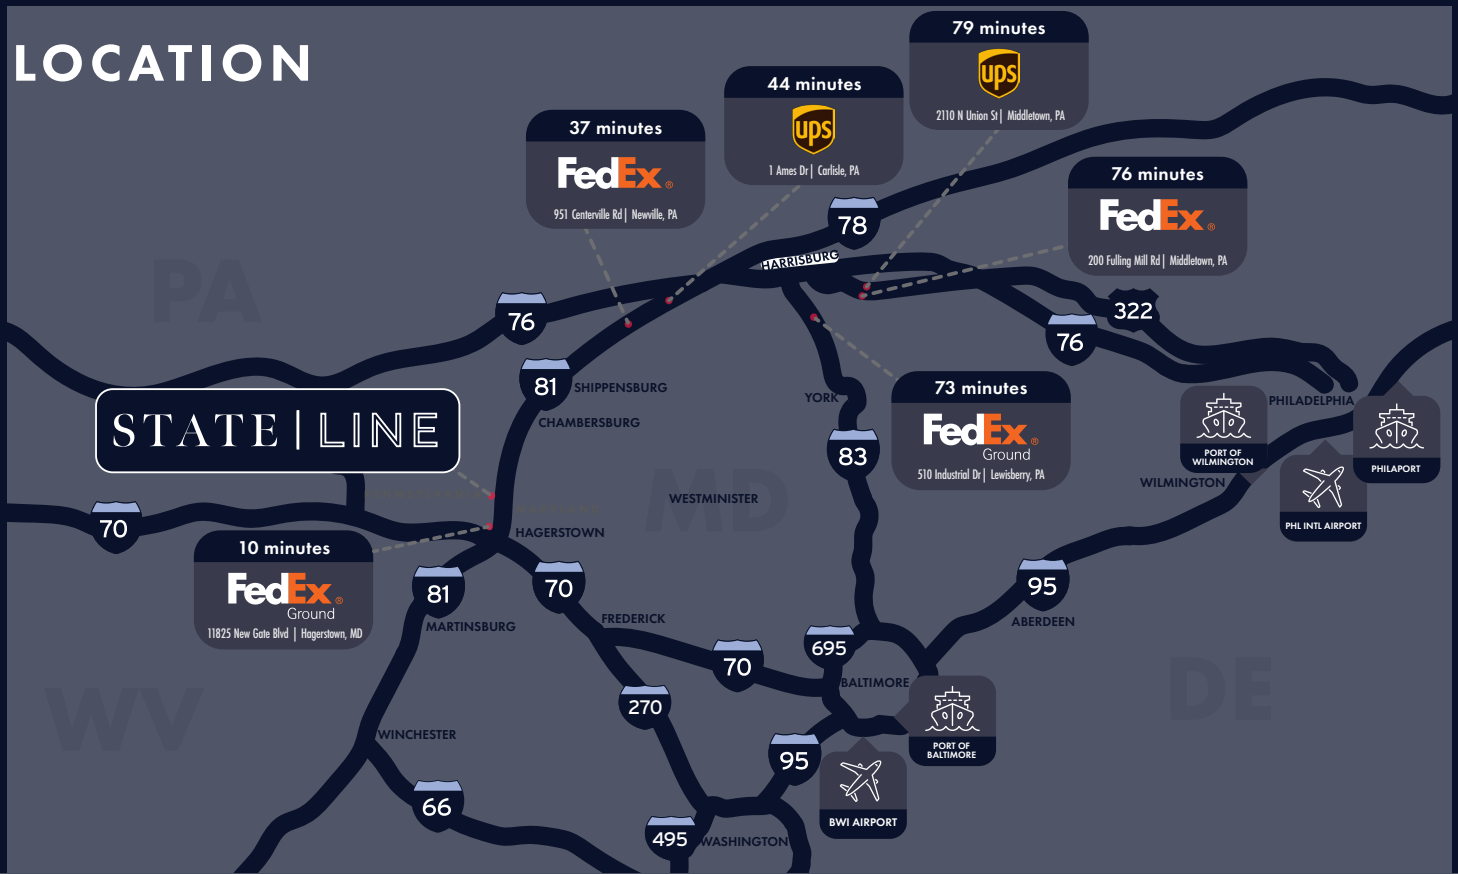 LOCATION
79 minutes
ups
2110 N Union St | Middletown, PA
44 minutes
ups
1 Ames Dr | Carlisle, PA
37 minutes
FedEx®
951 Centerville Rd | Newville, PA
76 minutes
FedEx®
200 Fulling Mill Rd | Middletown, PA
78
HARRISBURG
PA
76
322
76
81
SHIPPENSBURG
CHAMBERSBURG
STATE | LINE
YORK
73 minutes
FedEx®
Ground
510 Industrial Dr | Lewisberry, PA
83
PHILADELPHIA
PORT OF
WILMINGTON
PHILAPORT
WILMINGTON
PHL INTL AIRPORT
MD
WESTMINISTER
70
HAGERSTOWN
10 minutes
FedEx®
Ground
11825 New Gate Blvd | Hagerstown, MD
81
70
95
MARTINSBURG
FREDERICK
ABERDEEN
695
70
BALTIMORE
DE
WV
270
PORT OF
BALTIMORE
WINCHESTER
95
66
BWI AIRPORT
495
WASHINGTON